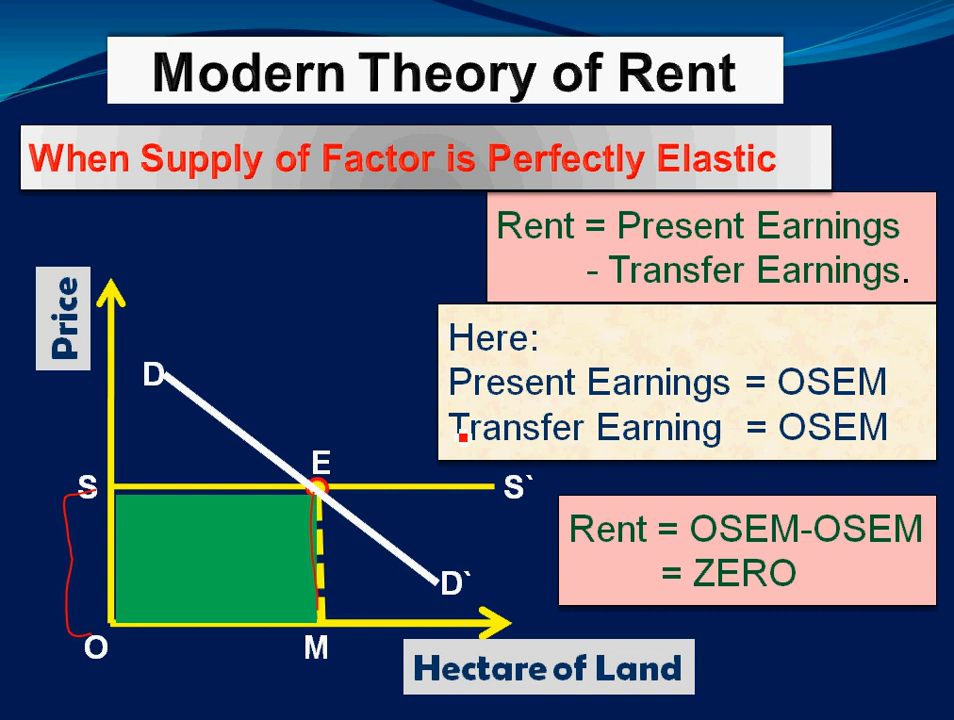 Modern Theory of Rent
When Supply of Factor is Perfectly Elastic
Rent = Present Earnings
- Transfer Earnings.
Here:
Present Earnings = OSEM
Transfer Earning = OSEM
Price
D
E
S
S`
Rent = OSEM-OSEM
= ZERO
D`
O
M
Hectare of Land